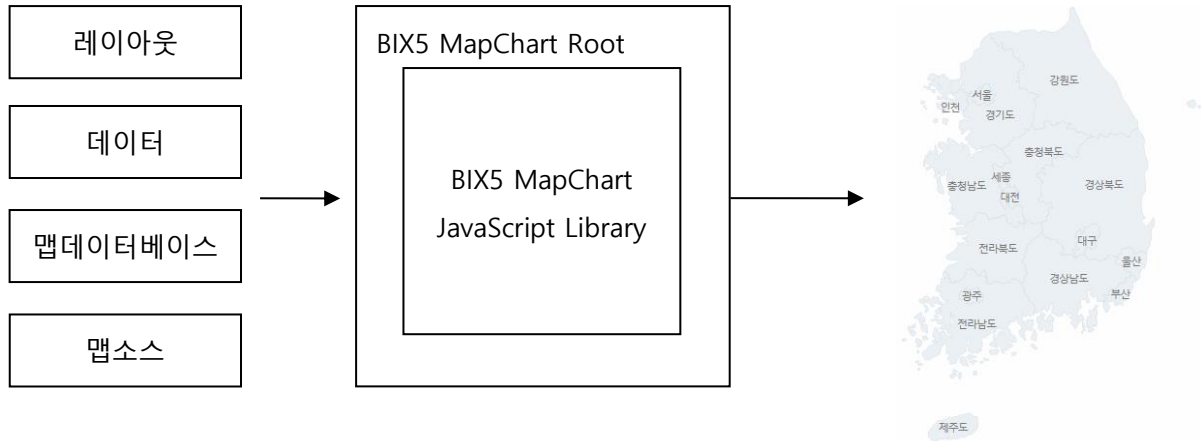 레이아웃
데이터
맵데이터베이스
맵소스
BIX5 MapChart Root
BIX5 MapChart
JavaScript Library
강원도
서울
인천
경기도
충청북도
세종
충청남도
경상북도
대전
대구
전라북도
울산
경상남도
광주
부산
전라남도
제주도